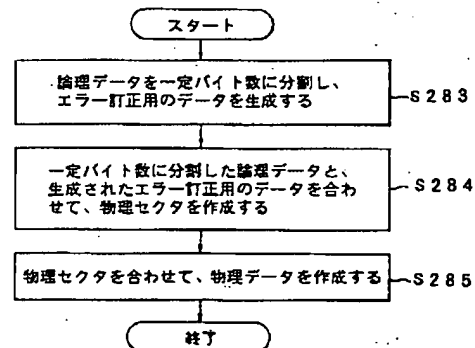 スタート
論理データを一定バイト数に分割し、
エラー訂正用のデータを生成する
S283
一定バイト数に分割した論理データと、
生成されたエラー訂正用のデータを合わ
せて、物理セクタを作成する
S284
物理セクタを合わせて、物理データを作成する
S285
終了